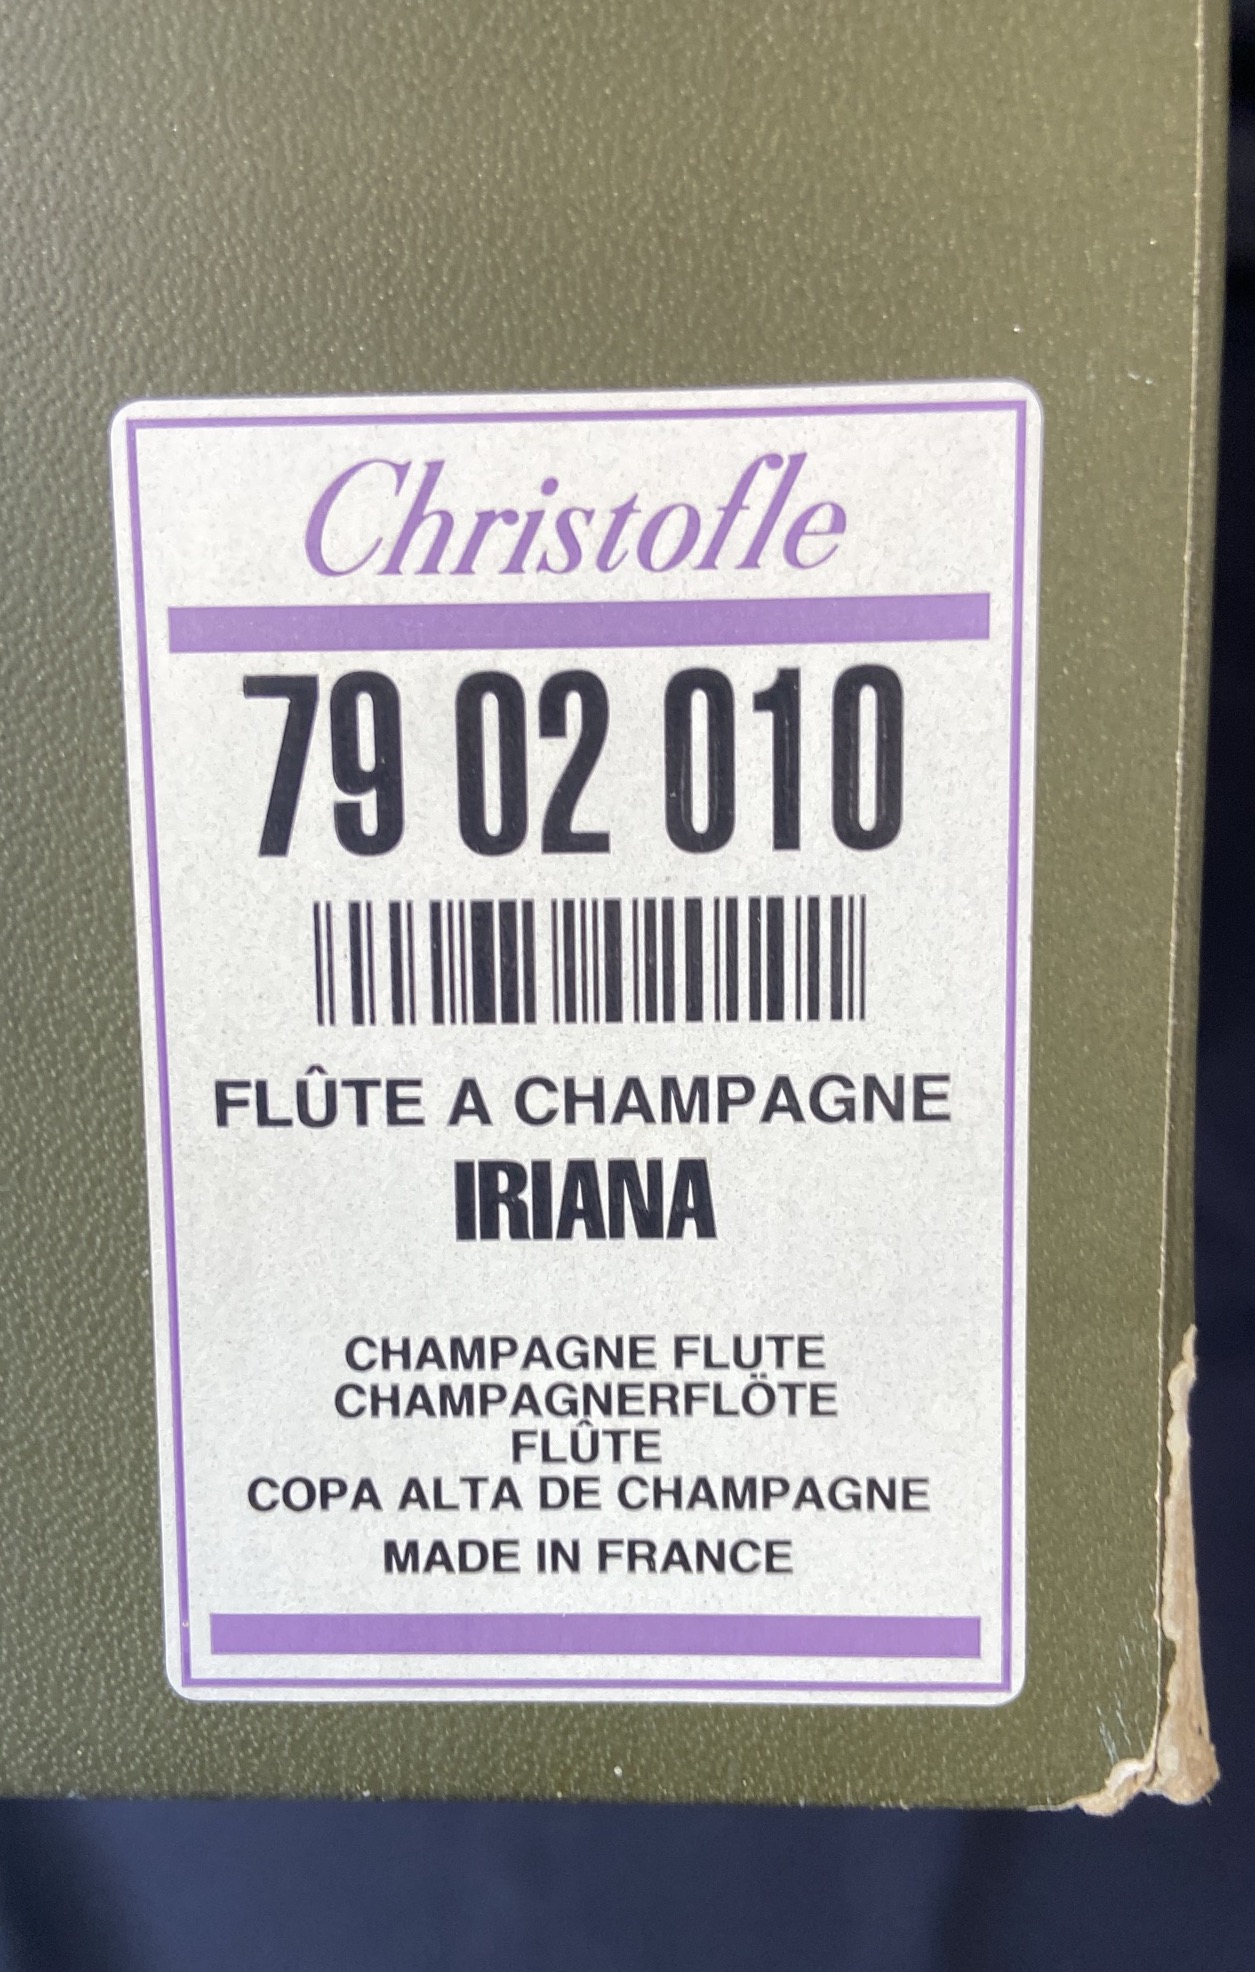 Christofle
79 02 010
FLÛTE A CHAMPAGNE
IRIANA
CHAMPAGNE FLUTE
CHAMPAGNERFLÖTE
FLÛTE
COPA ALTA DE CHAMPAGNE
MADE IN FRANCE